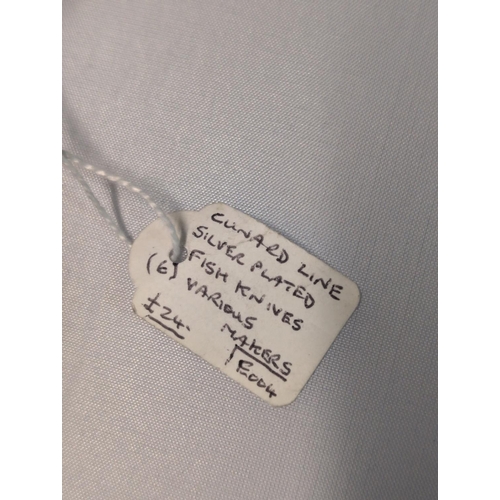 CUNARD LINE
SILVER PLATED
(6) FISH KNIVES
VARIOUS
£24. MAKERS
E004